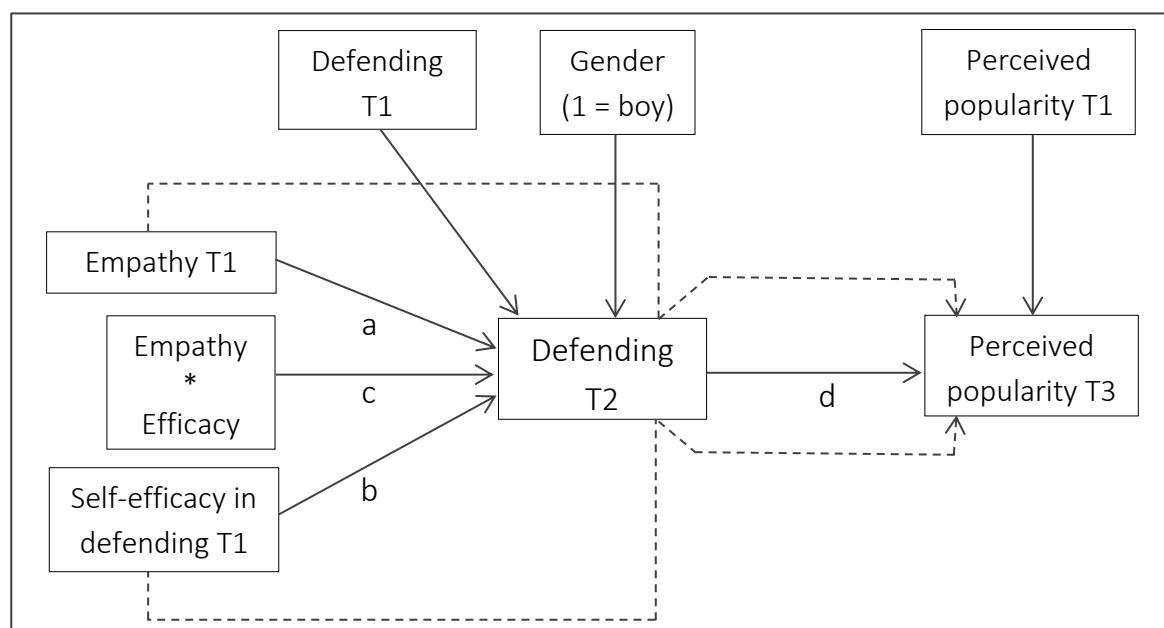 Defending
T1
Gender
(1 = boy)
Perceived
popularity T1
Empathy T1
a
Empathy
*
Efficacy
c
Defending
T2
d
Perceived
popularity T3
Self-efficacy in
defending T1
b